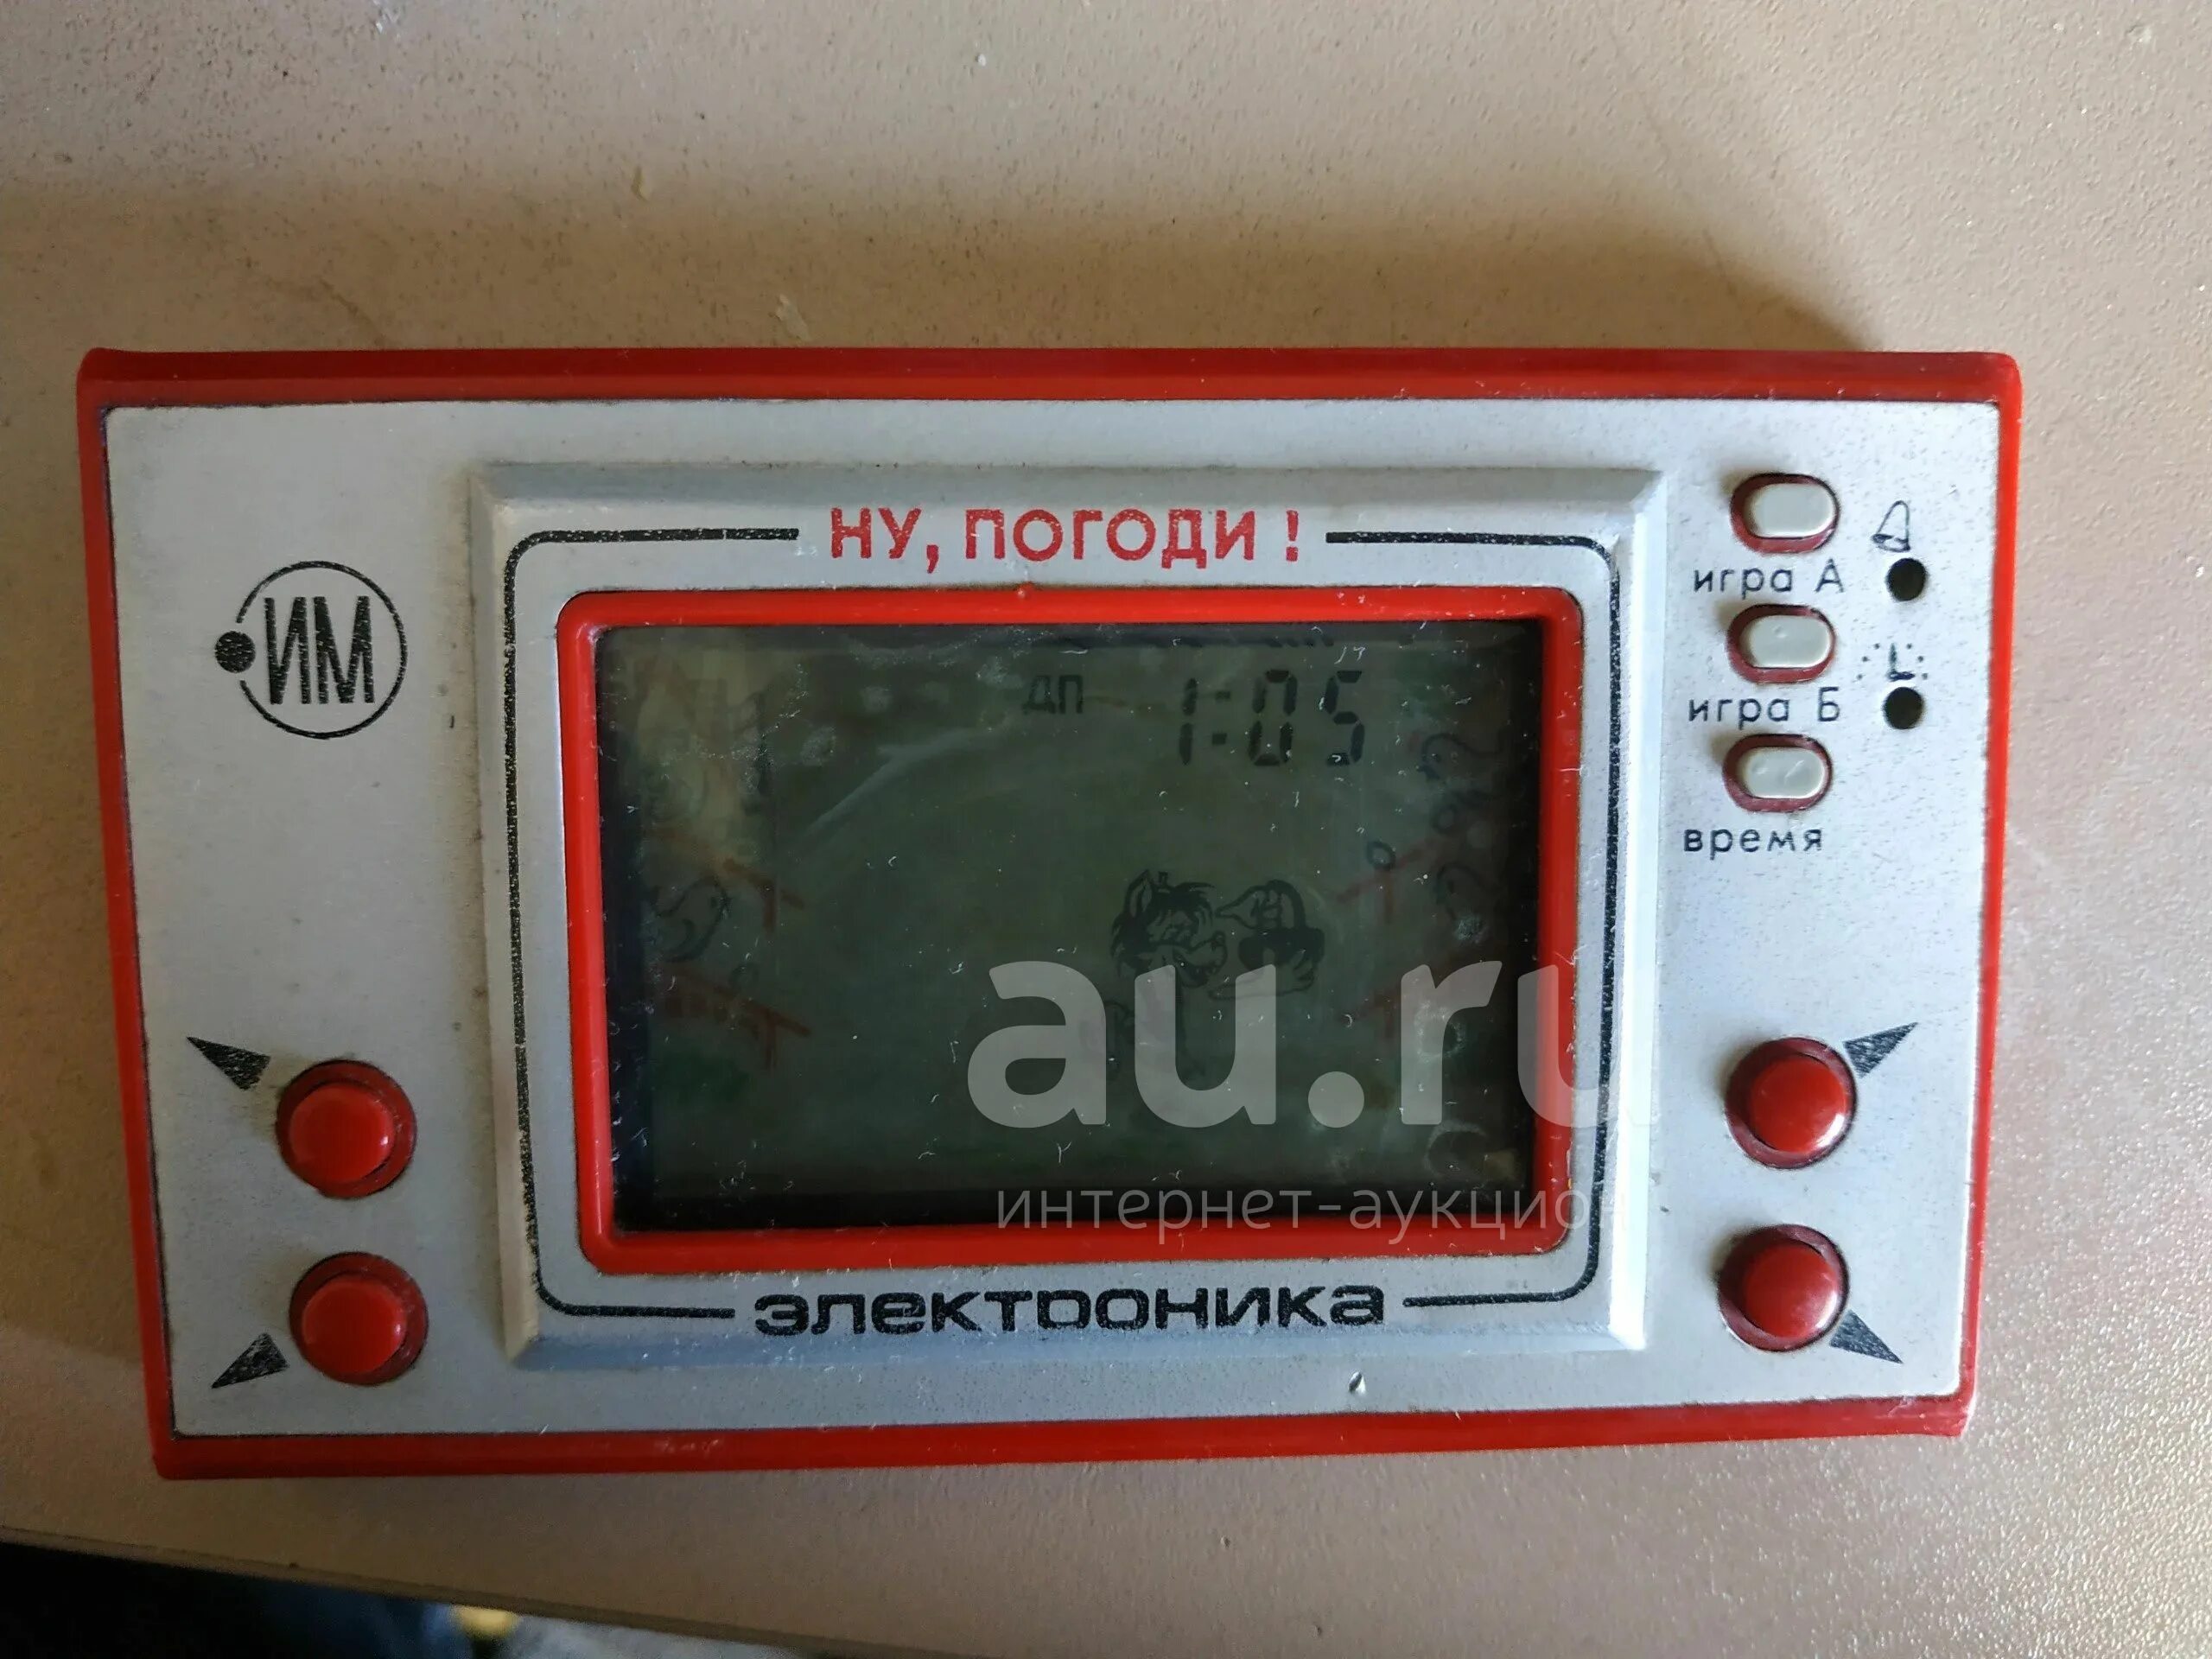 НУ, ПОГОДИ !
ИМ
игра А
игра Б
время
ДП 1:05
au.ru
интернет-аукцион
электроника